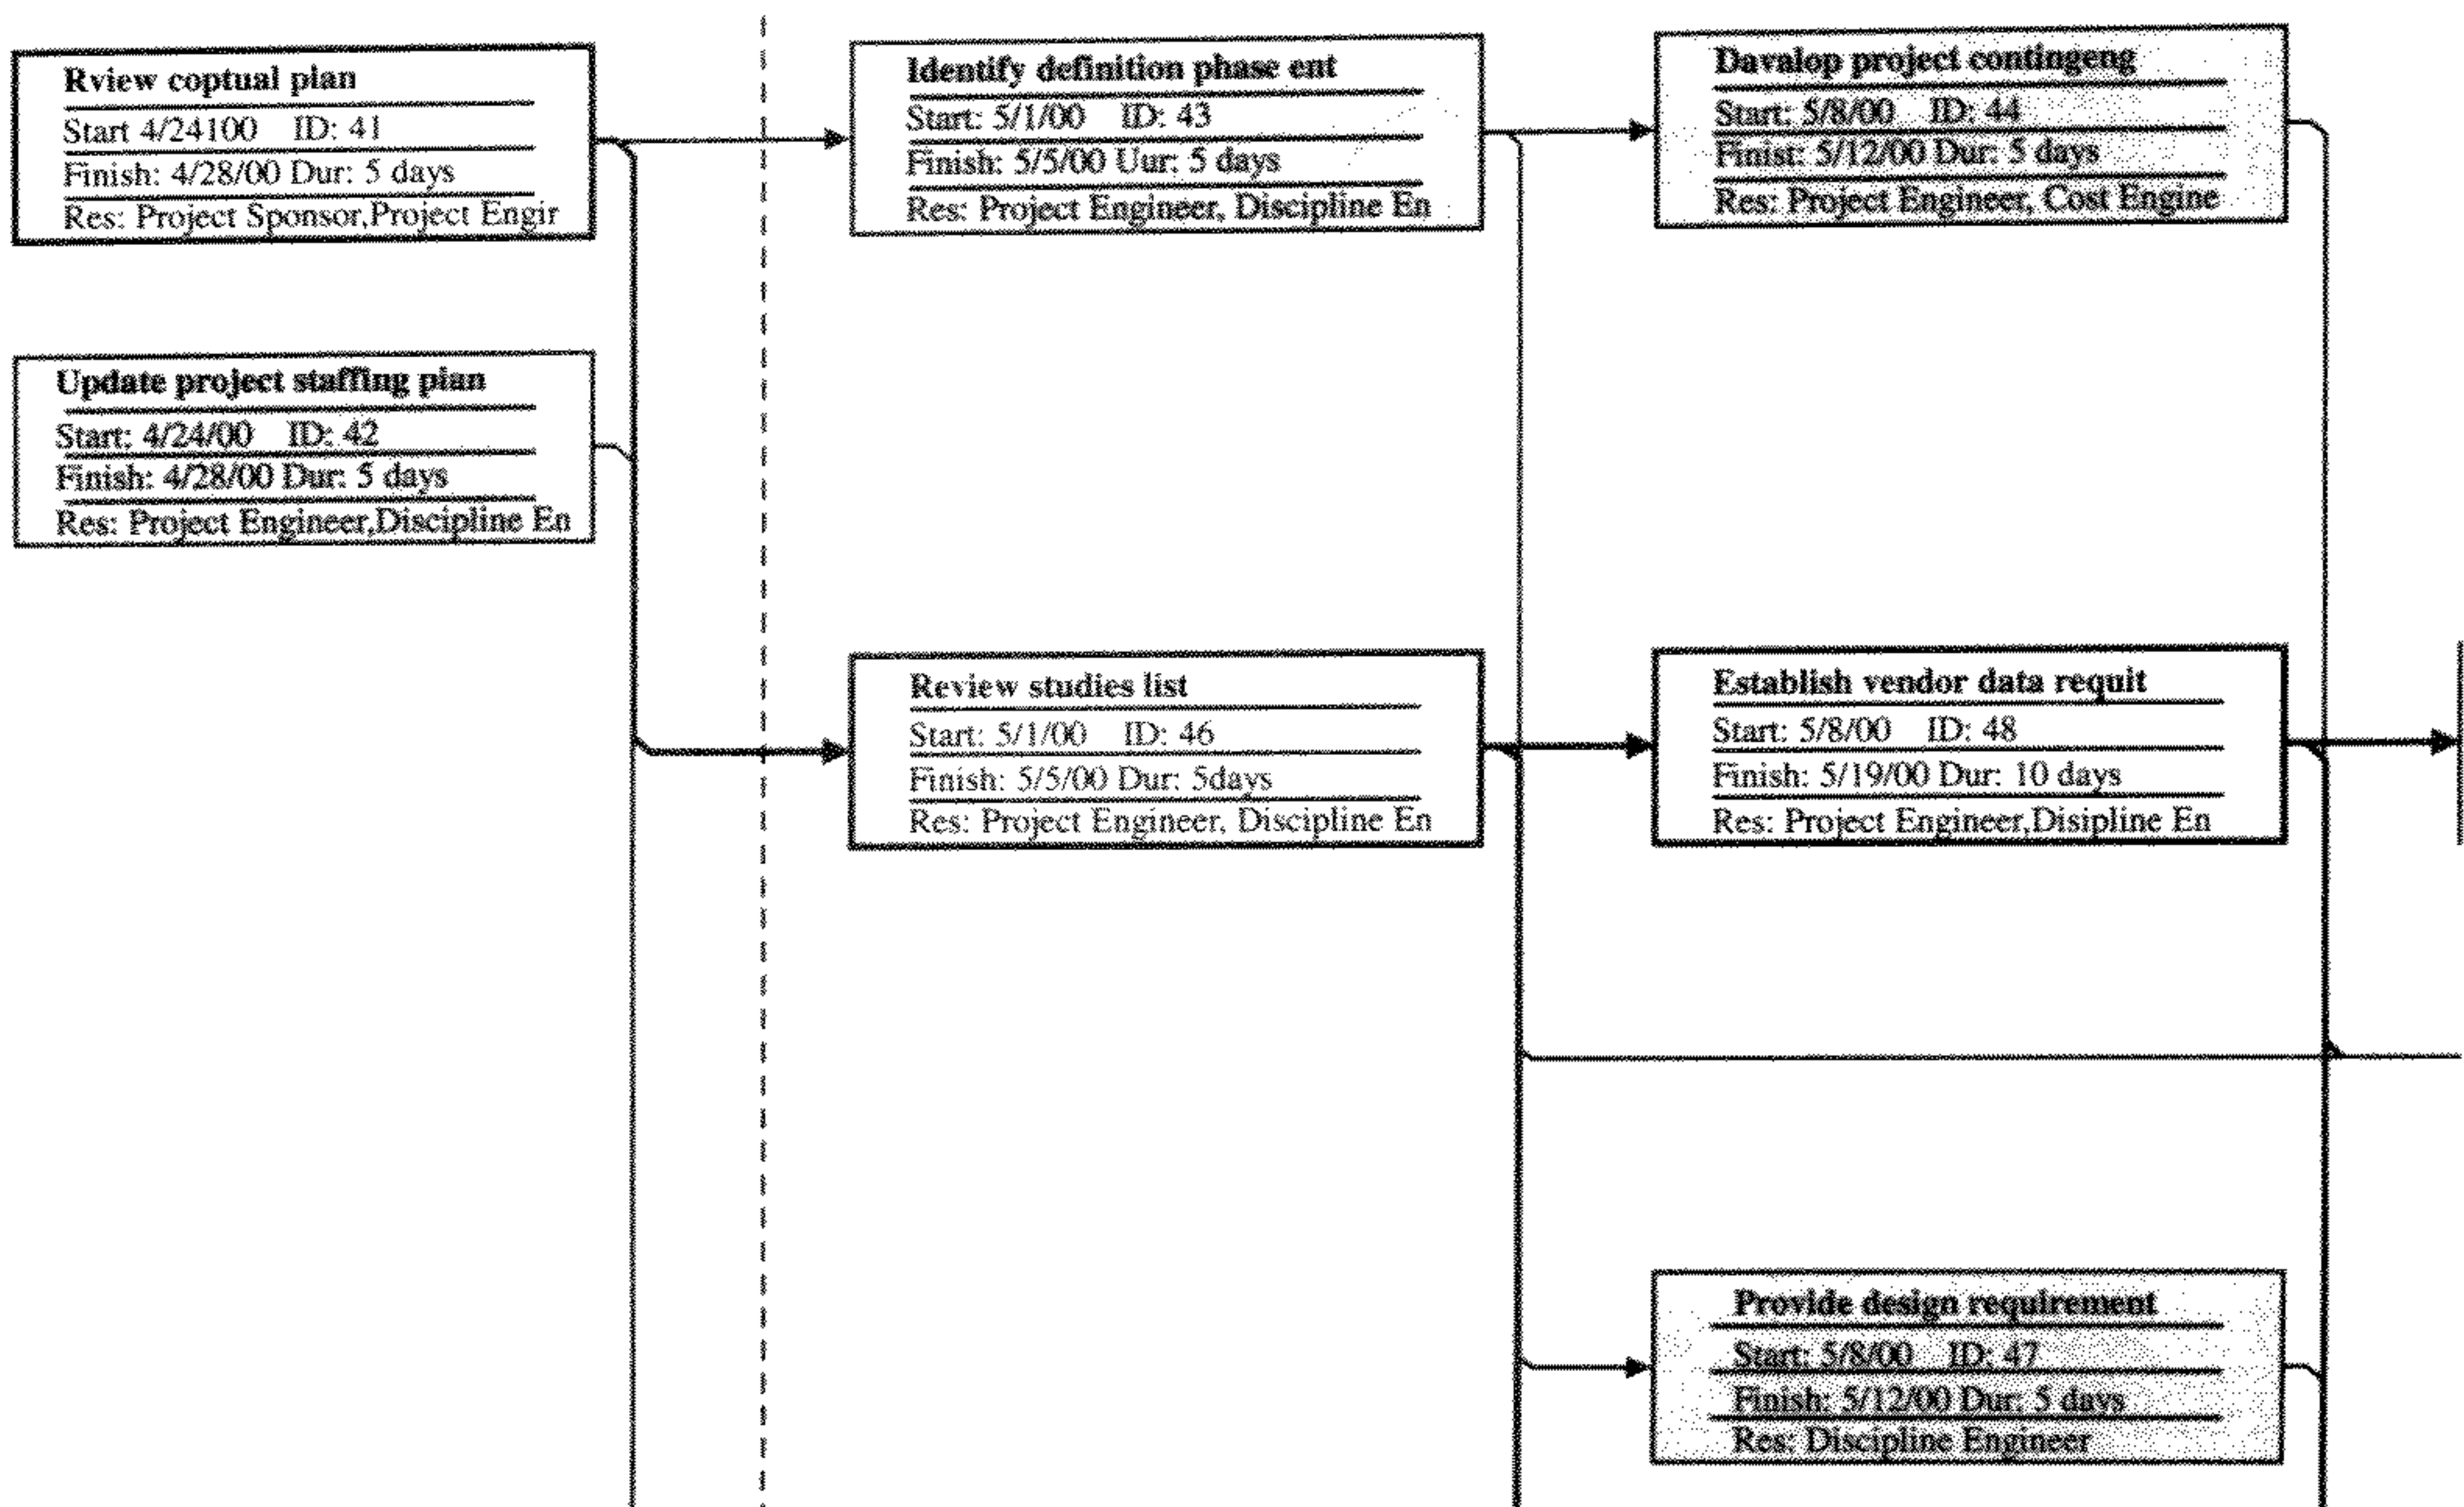 Rview coptual plan
Start 4/24100 ID: 41
Finish: 4/28/00 Dur: 5 days
Res: Project Sponsor,Project Engir
Identify definition phase ent
Start: 5/1/00 ID: 43
Finish: 5/5/00 Uur: 5 days
Res: Project Engineer, Discipline En
Davalop project contingeng
Start: 5/8/00 ID: 44
Finist: 5/12/00 Dur: 5 days
Res: Project Engineer, Cost Engine
Update project staffing pian
Start: 4/24/00 ID: 42
Finish: 4/28/00 Dur: 5 days
Res: Project Engineer,Discipline En
Review studies list
Start: 5/1/00 ID: 46
Finish: 5/5/00 Dur: 5days
Res: Project Engineer, Discipline En
Establish vendor data requit
Start: 5/8/00 ID: 48
Finish: 5/19/00 Dur: 10 days
Res: Project Engineer,Disipline En
Provide design requirement
Start: 5/8/00 ID: 47
Finish: 5/12/00 Dur: 5 days
Res: Discipline Engineer